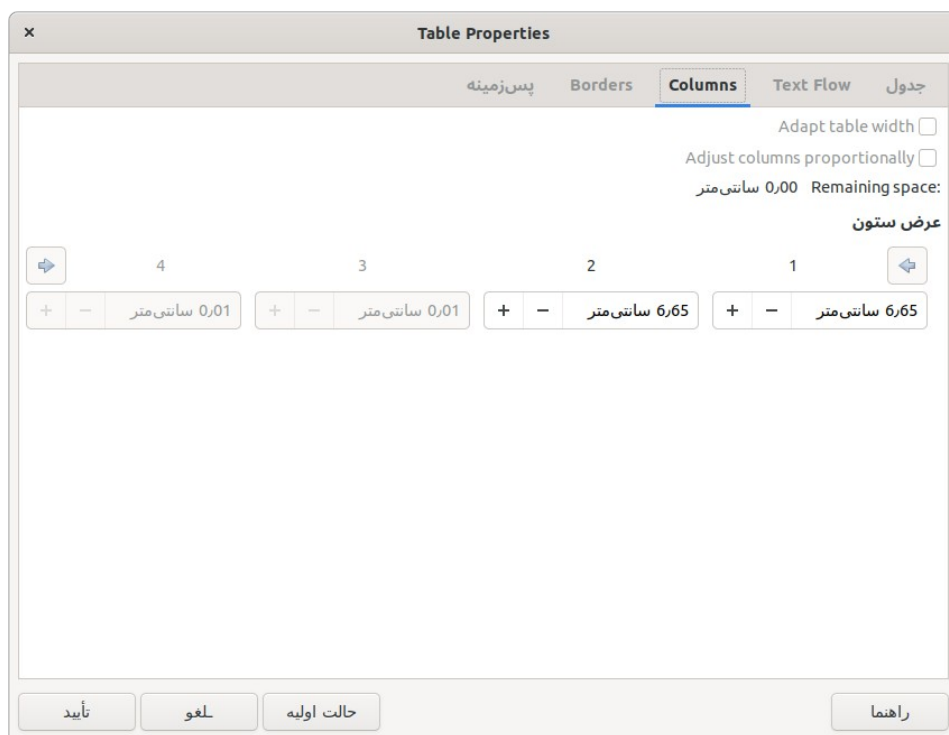 Table Properties
جدول Text Flow Columns Borders پس‌زمینه
Adapt table width
Adjust columns proportionally
Remaining space: 0٫00 سانتی‌متر
عرض ستون
1 2 3 4
6٫65 سانتی‌متر 6٫65 سانتی‌متر 0٫01 سانتی‌متر 0٫01 سانتی‌متر
راهنما حالت اولیه ـلغو تأیید